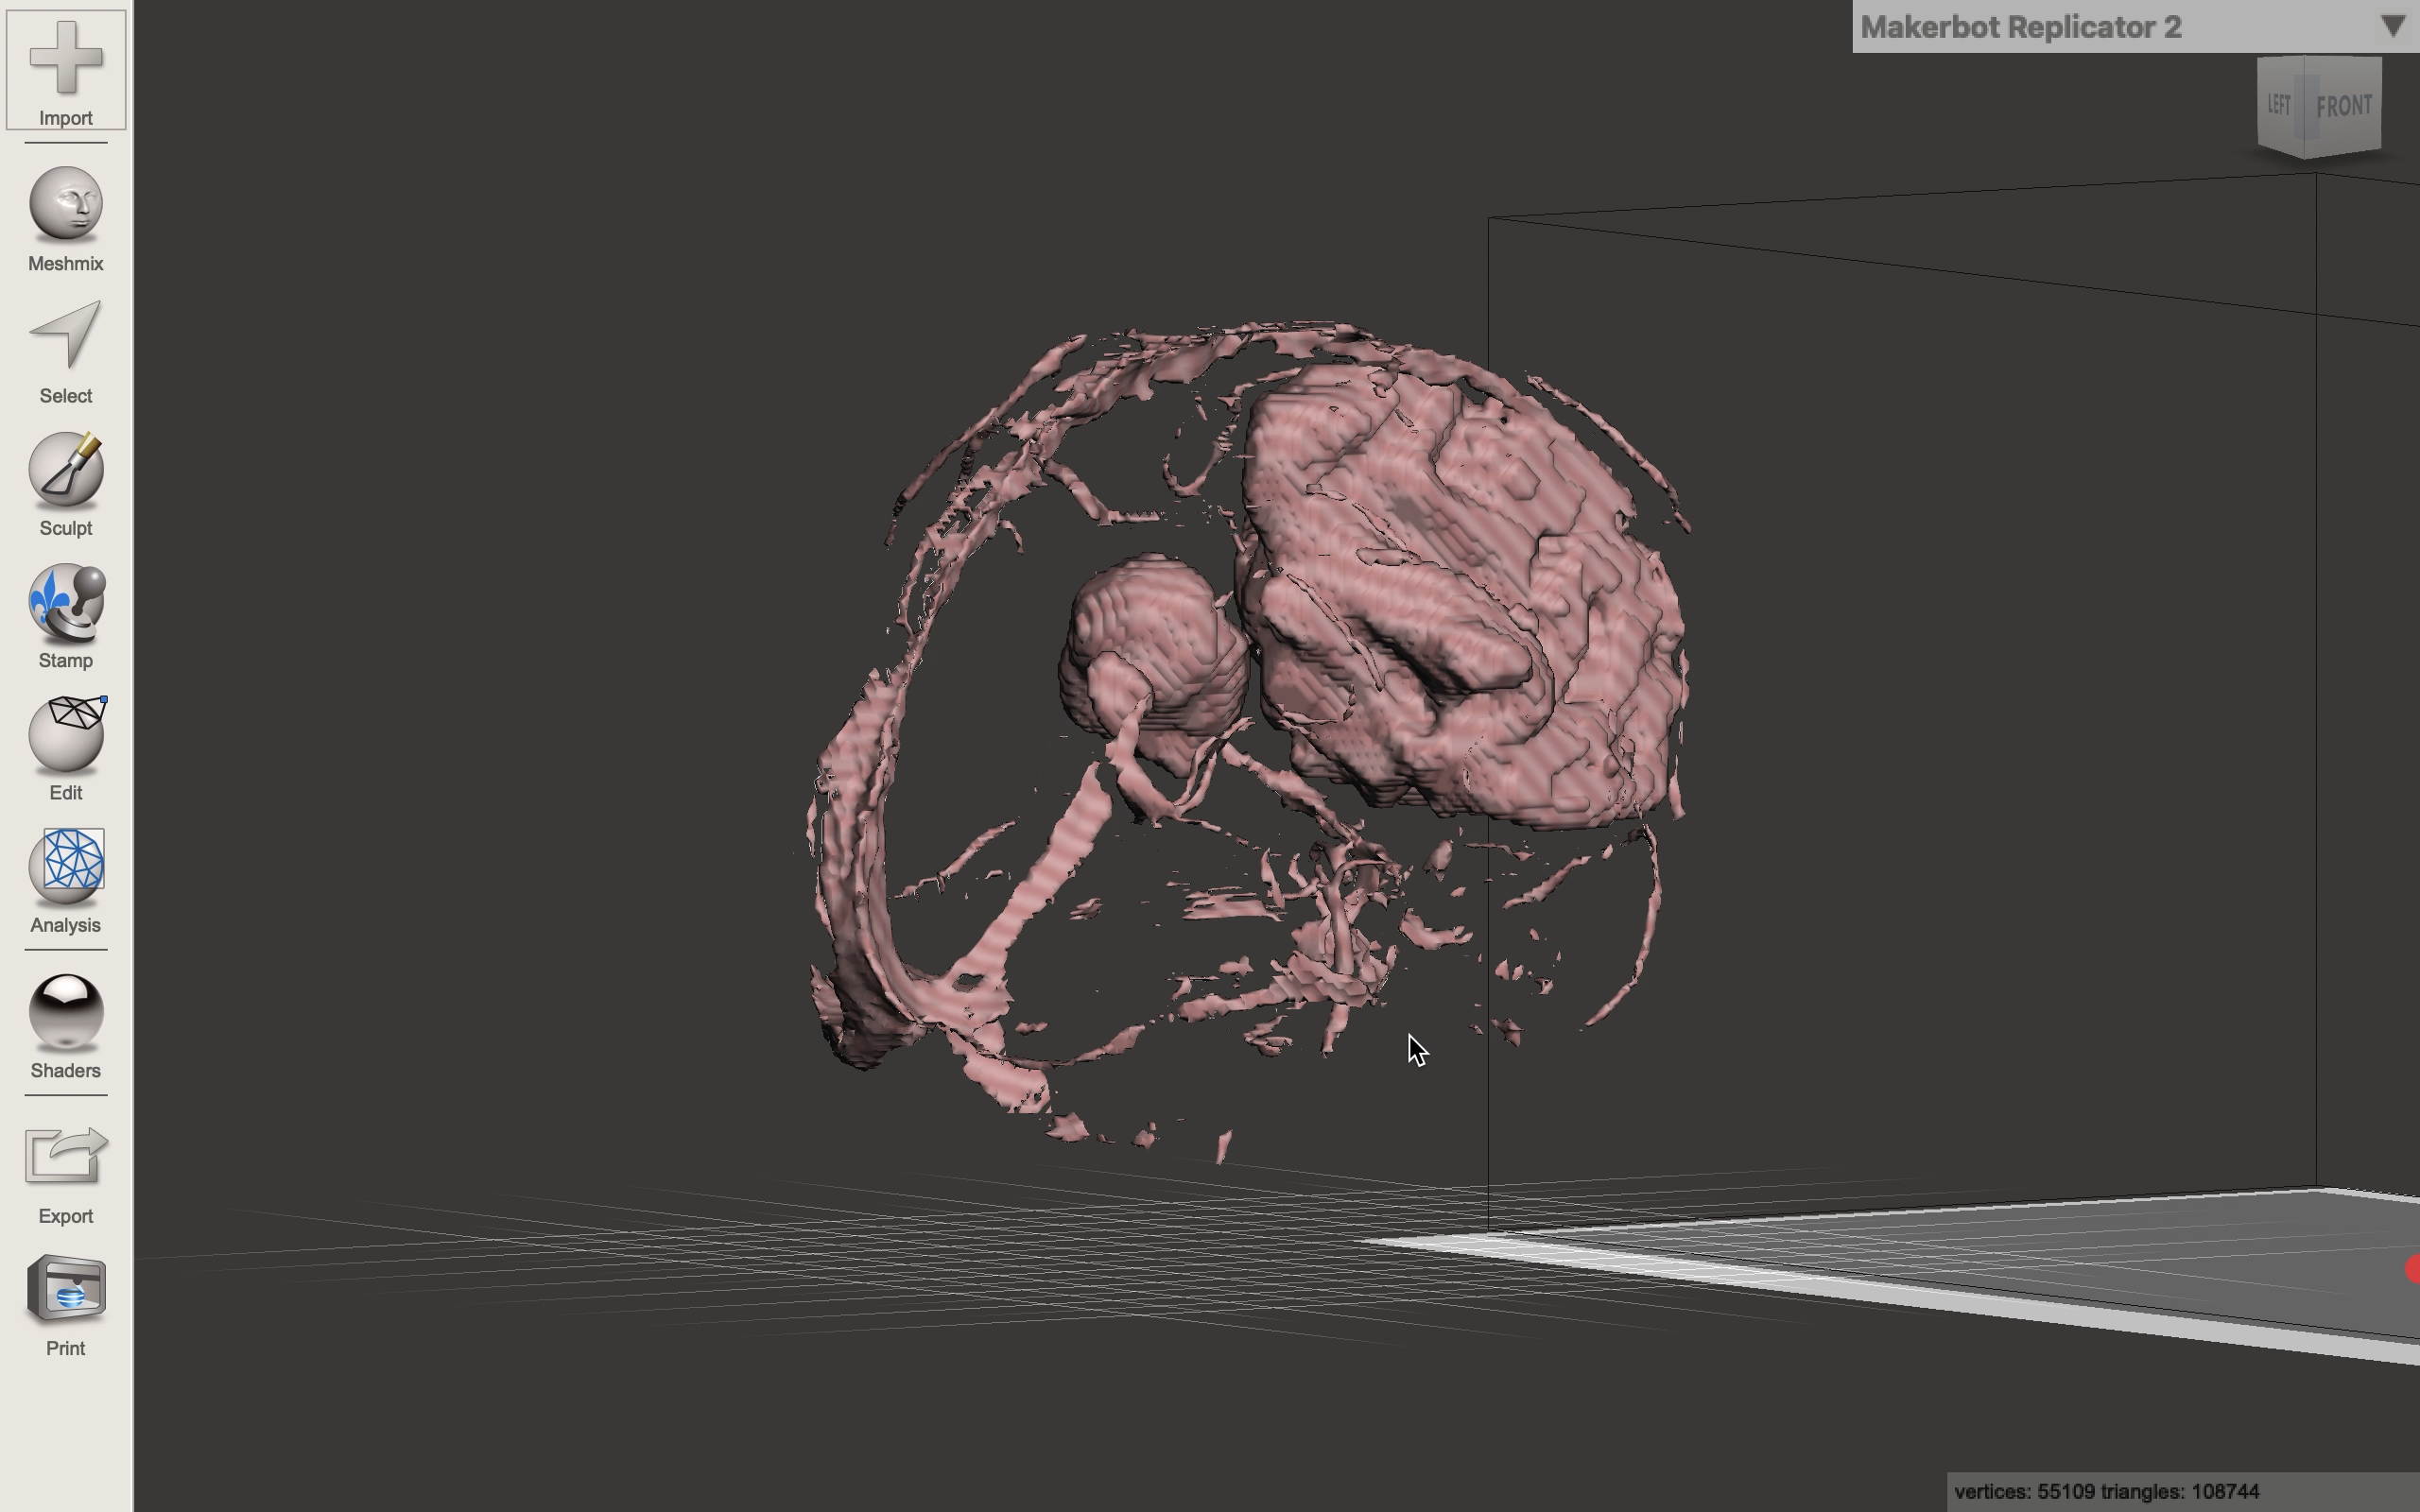 Import
Meshmix
Select
Sculpt
Stamp
Edit
Analysis
Shaders
Export
Print
Makerbot Replicator 2
LEFT FRONT
vertices: 55109 triangles: 108744